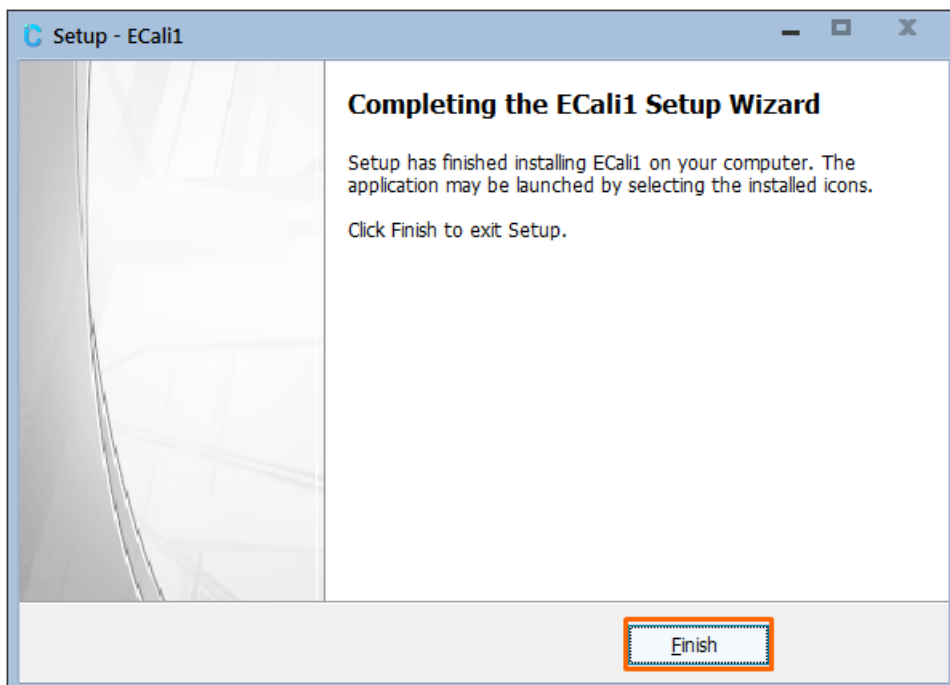 Setup - ECali1
Completing the ECali1 Setup Wizard
Setup has finished installing ECali1 on your computer. The
application may be launched by selecting the installed icons.
Click Finish to exit Setup.
Finish